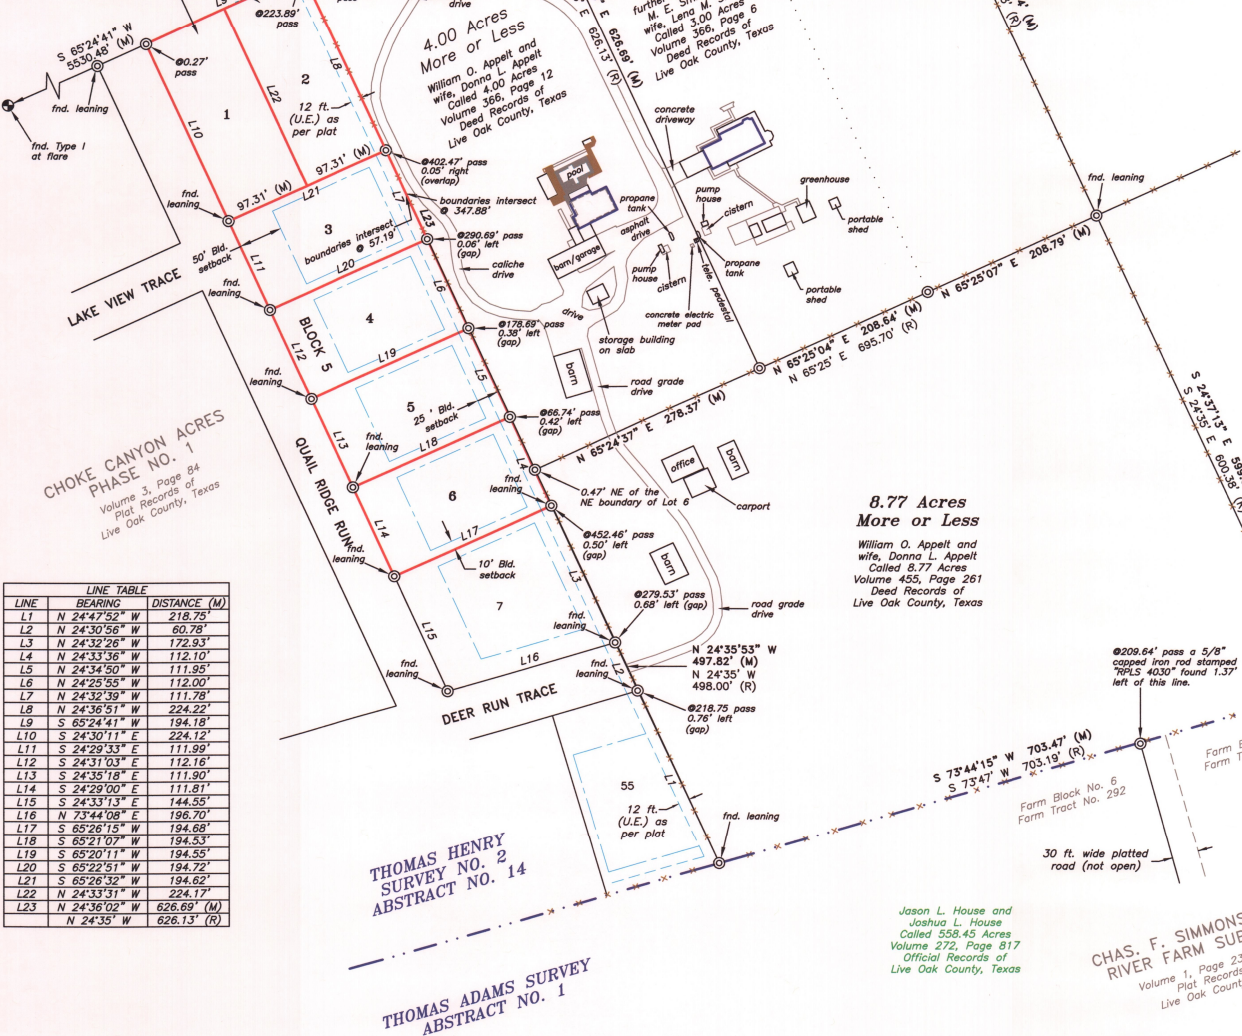 S 65°24'41" W
5530.48' (M)
@0.27'
pass
fnd. leaning
fnd. Type I
at flare
@223.89'
pass
1
2
L10
L22
L8
12 ft.
(U.E.) as
per plat
drive
4.00 Acres
More or Less
William O. Appelt and
wife, Donna L. Appelt
Called 4.00 Acres
Volume 366, Page 12
Deed Records of
Live Oak County, Texas
626.69' (M)
626.13' (R)
wife, Lena M.
Called 3.00 Acres
Volume 366, Page 6
Deed Records of
Live Oak County, Texas
concrete
driveway
pool
greenhouse
portable
shed
pump
house
cistern
propane
tank
asphalt
drive
barn/garage
pump
house
cistern
propane
tank
tele. pedestal
portable
shed
concrete electric
meter pad
drive
storage building
on slab
barn
road grade
drive
fnd. leaning
97.31' (M)
97.31' (M)
L21
@402.47' pass
0.05' right
(overlap)
boundaries intersect
@ 347.88'
L7
L23
fnd.
leaning
3
boundaries intersect
@ 57.19'
50' Bld.
setback
L11
L20
@290.69' pass
0.06' left
(gap)
caliche
drive
LAKE VIEW TRACE
fnd.
leaning
BLOCK 5
4
L6
L12
L19
@178.69' pass
0.38' left
(gap)
fnd.
leaning
5
25' Bld.
setback
L5
L13
L18
@66.74' pass
0.42' left
(gap)
fnd.
leaning
QUAIL RIDGE RUN
6
L4
fnd.
leaning
0.47' NE of the
NE boundary of Lot 6
L14
L17
@452.46' pass
0.50' left
(gap)
fnd.
leaning
10' Bld.
setback
7
L3
L15
L16
@279.53' pass
0.68' left (gap)
fnd.
leaning
road grade
drive
fnd.
leaning
fnd.
leaning
L2
N 24°35'53" W
497.82' (M)
N 24°35' W
498.00' (R)
DEER RUN TRACE
@218.75 pass
0.76' left
(gap)
55
12 ft.
(U.E.) as
per plat
L1
fnd. leaning
N 65°24'37" E 278.37' (M)
N 65°25'04" E 208.64' (M)
N 65°25' E 695.70' (R)
N 65°25'07" E 208.79' (M)
S 24°37'13" E
S 24°35' E 600.38'
office
barn
carport
barn
8.77 Acres
More or Less
William O. Appelt and
wife, Donna L. Appelt
Called 8.77 Acres
Volume 455, Page 261
Deed Records of
Live Oak County, Texas
CHOKE CANYON ACRES
PHASE NO. 1
Volume 3, Page 84
Plat Records of
Live Oak County, Texas
LINE TABLE
LINE BEARING DISTANCE (M)
L1 N 24°47'52" W 218.75'
L2 N 24°30'56" W 60.78'
L3 N 24°32'26" W 172.93'
L4 N 24°33'36" W 112.10'
L5 N 24°34'50" W 111.95'
L6 N 24°25'55" W 112.00'
L7 N 24°32'39" W 111.78'
L8 N 24°36'51" W 224.22'
L9 S 65°24'41" W 194.18'
L10 S 24°30'11" E 224.12'
L11 S 24°29'33" E 111.99'
L12 S 24°31'03" E 112.16'
L13 S 24°35'18" E 111.90'
L14 S 24°29'00" E 111.81'
L15 S 24°33'13" E 144.55'
L16 N 73°44'08" E 196.70'
L17 S 65°26'15" W 194.68'
L18 S 65°21'07" W 194.53'
L19 S 65°20'11" W 194.55'
L20 S 65°22'51" W 194.72'
L21 S 65°26'32" W 194.62'
L22 N 24°33'31" W 224.17'
L23 N 24°36'02" W 626.69' (M)
N 24°35' W 626.13' (R)
@209.64' pass a 5/8"
capped iron rod stamped
"RPLS 4030" found 1.37'
left of this line.
S 73°44'15" W 703.47' (M)
S 73°47' W 703.19' (R)
Farm Block No. 6
Farm Tract No. 292
30 ft. wide platted
road (not open)
THOMAS HENRY
SURVEY NO. 2
ABSTRACT NO. 14
THOMAS ADAMS SURVEY
ABSTRACT NO. 1
Jason L. House and
Joshua L. House
Called 558.45 Acres
Volume 272, Page 817
Official Records of
Live Oak County, Texas
CHAS. F. SIMMONS
RIVER FARM
Volume 1, Page
Plat Records
Live Oak